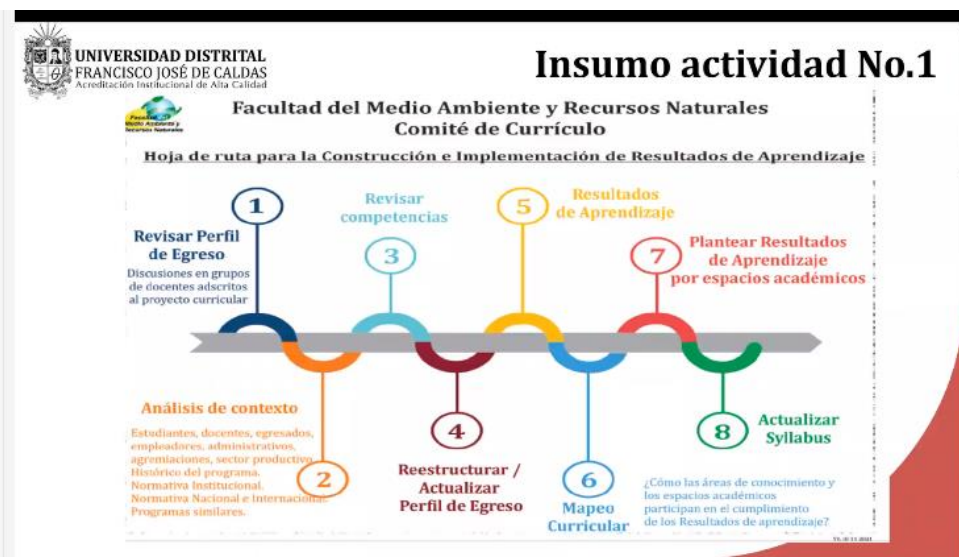 UNIVERSIDAD DISTRITAL
FRANCISCO JOSÉ DE CALDAS
Acreditación Institucional de Alta Calidad
Insumo actividad No.1
Facultad
Medio Ambiente y
Recursos Naturales
Facultad del Medio Ambiente y Recursos Naturales
Comité de Currículo
Hoja de ruta para la Construcción e Implementación de Resultados de Aprendizaje
1
Revisar Perfil
de Egreso
Discusiones en grupos
de docentes adscritos
al proyecto curricular
Análisis de contexto
Estudiantes, docentes, egresados,
empleadores, administrativos,
agremiaciones, sector productivo.
Histórico del programa.
Normativa Institucional.
Normativa Nacional e Internacional.
Programas similares.
2
Revisar
competencias
3
4
Reestructurar /
Actualizar
Perfil de Egreso
5
Resultados
de Aprendizaje
6
Mapeo
Curricular
¿Cómo las áreas de conocimiento y
los espacios académicos
participan en el cumplimiento
de los Resultados de aprendizaje?
7
Plantear Resultados
de Aprendizaje
por espacios académicos
8
Actualizar
Syllabus